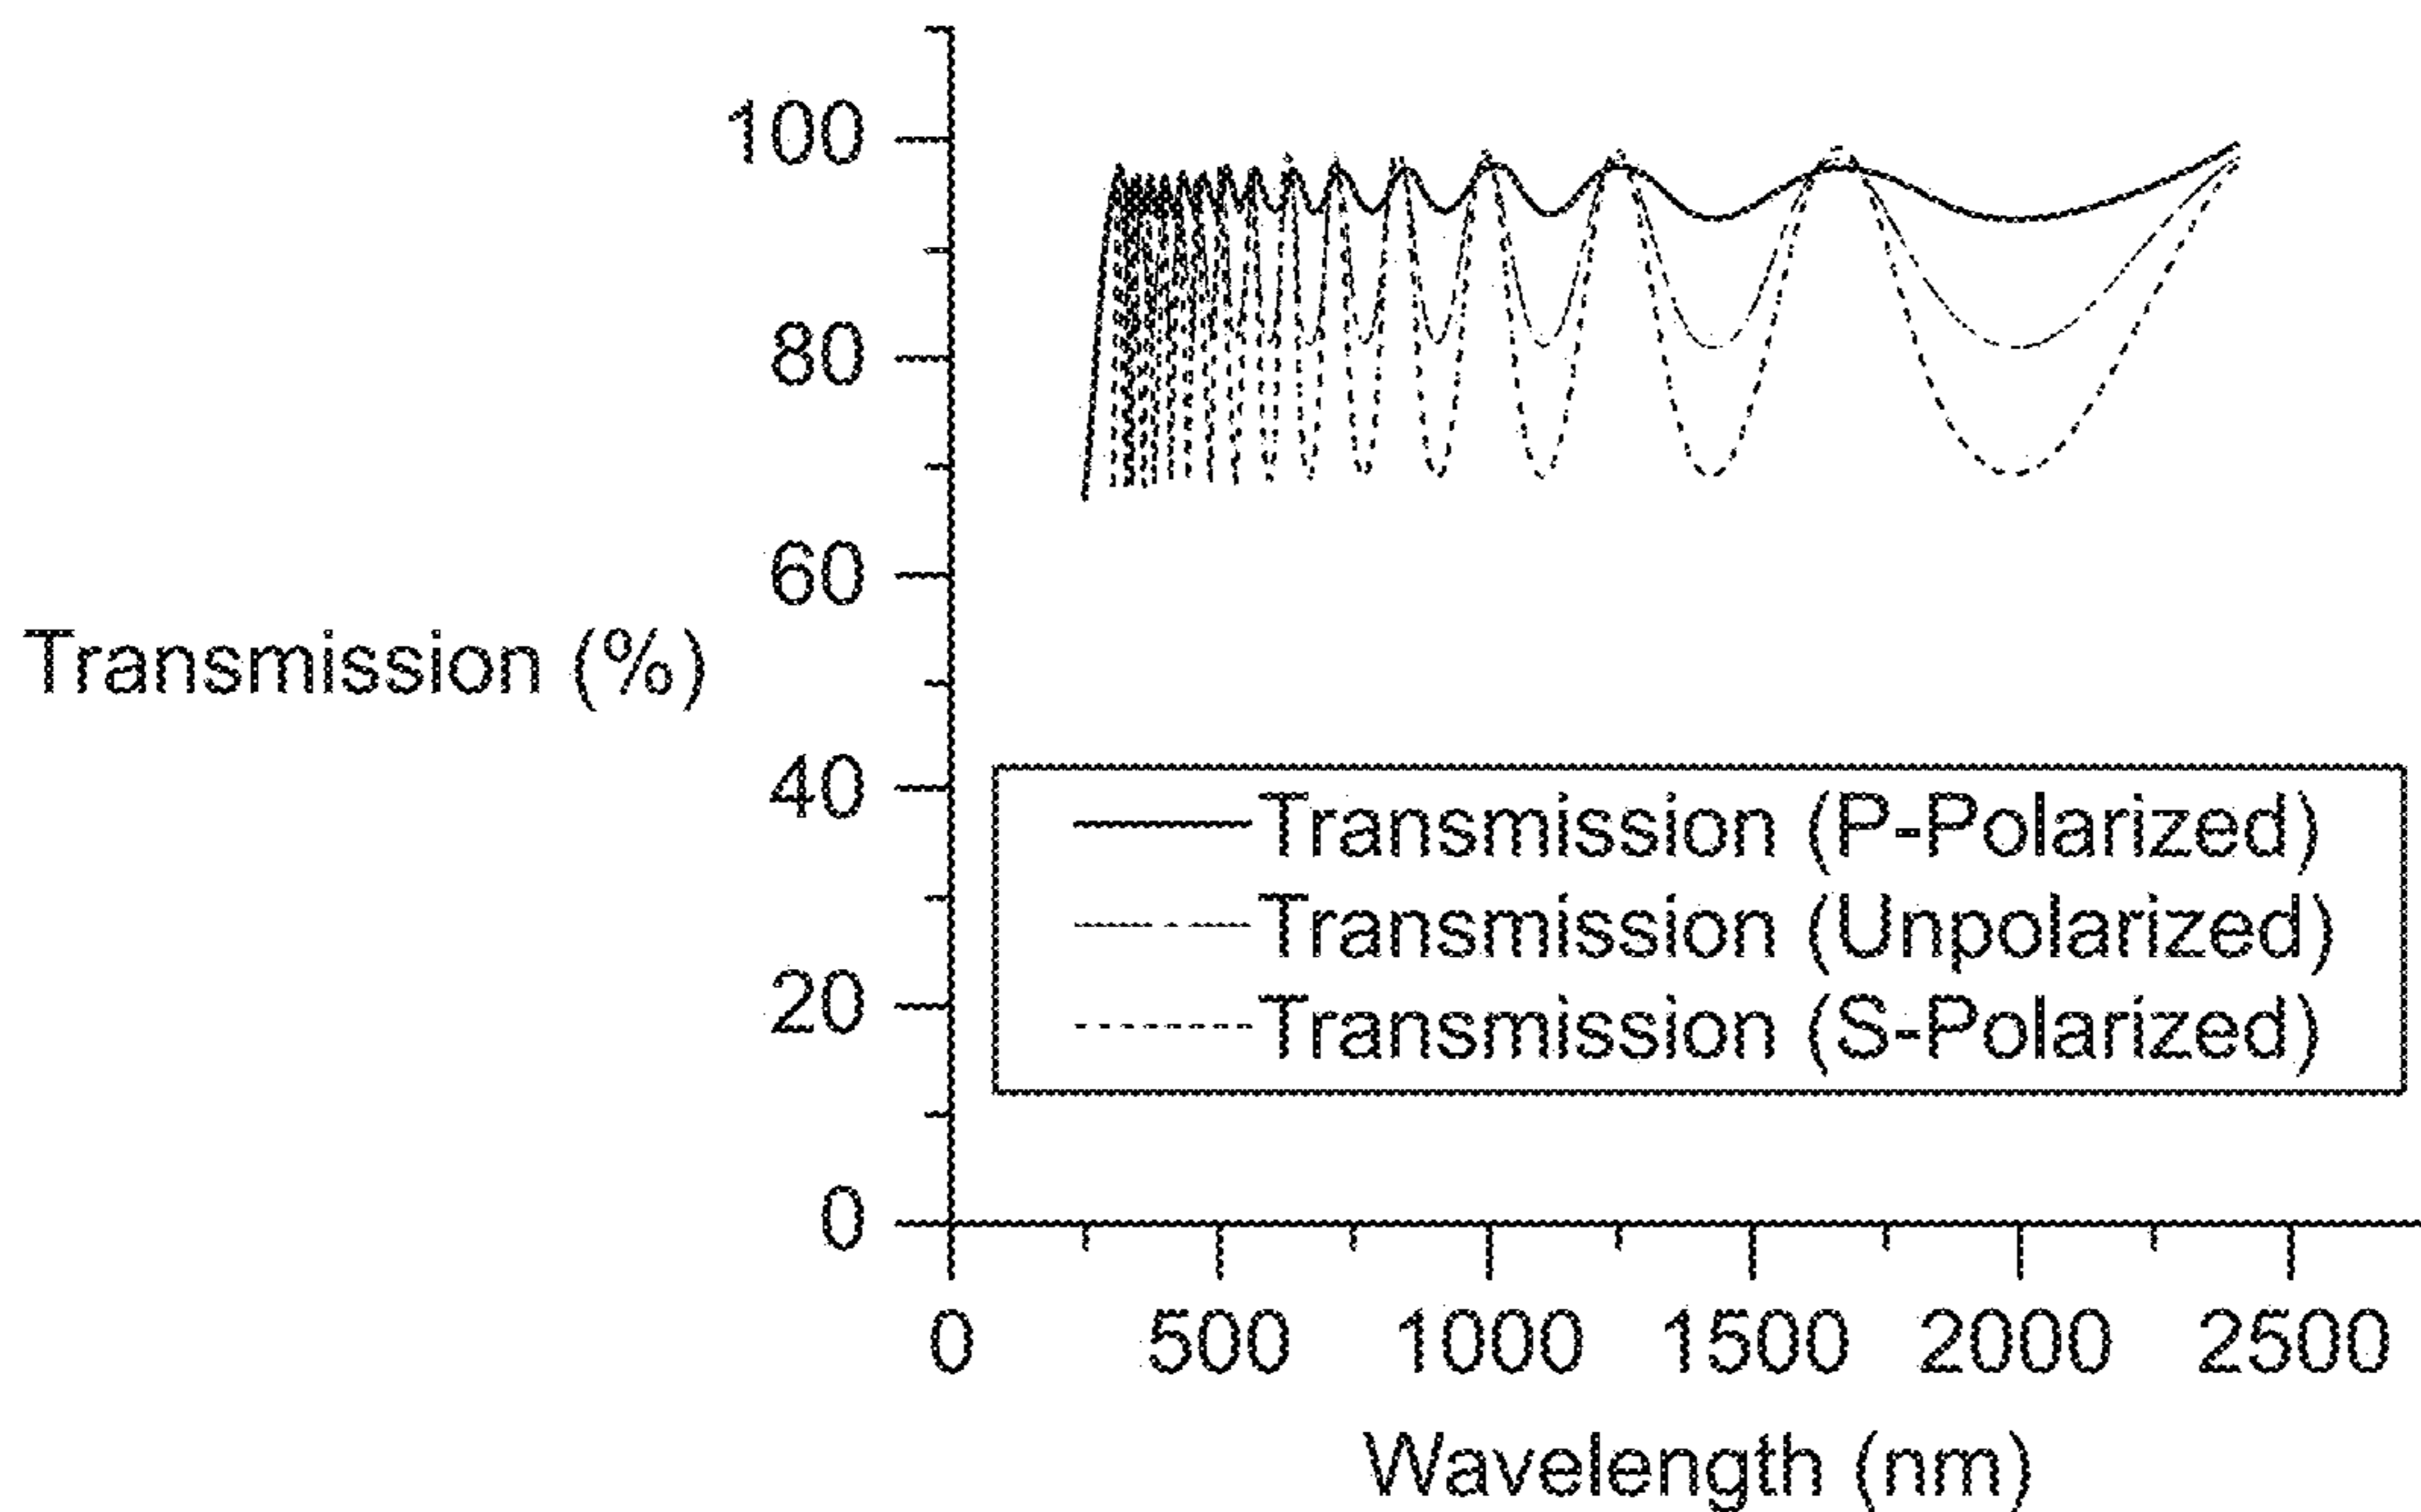 100
80
60
Transmission (%)
40
20
0
Transmission (P-Polarized)
Transmission (Unpolarized)
Transmission (S-Polarized)
0 500 1000 1500 2000 2500
Wavelength (nm)